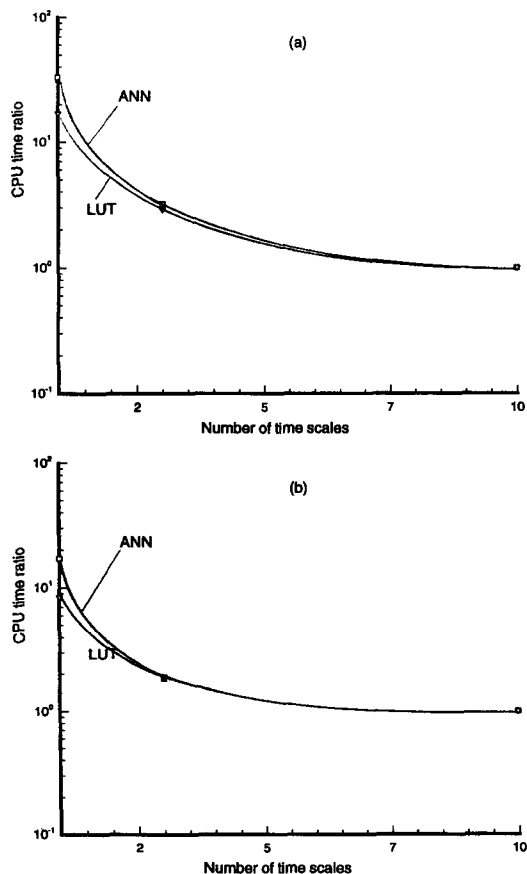 (a)
10²
ANN
10¹
LUT
10⁰
10⁻¹
CPU time ratio
2
5
7
10
Number of time scales
(b)
10²
ANN
10¹
LUT
10⁰
10⁻¹
CPU time ratio
2
5
7
10
Number of time scales